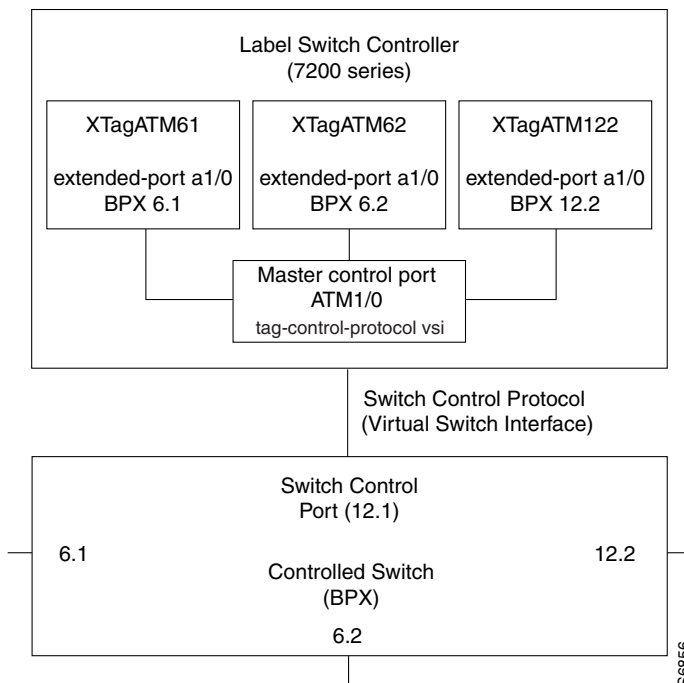 Label Switch Controller
(7200 series)
XTagATM61
extended-port a1/0
BPX 6.1
XTagATM62
extended-port a1/0
BPX 6.2
XTagATM122
extended-port a1/0
BPX 12.2
Master control port
ATM1/0
tag-control-protocol vsi
Switch Control Protocol
(Virtual Switch Interface)
Switch Control
Port (12.1)
6.1
12.2
Controlled Switch
(BPX)
6.2